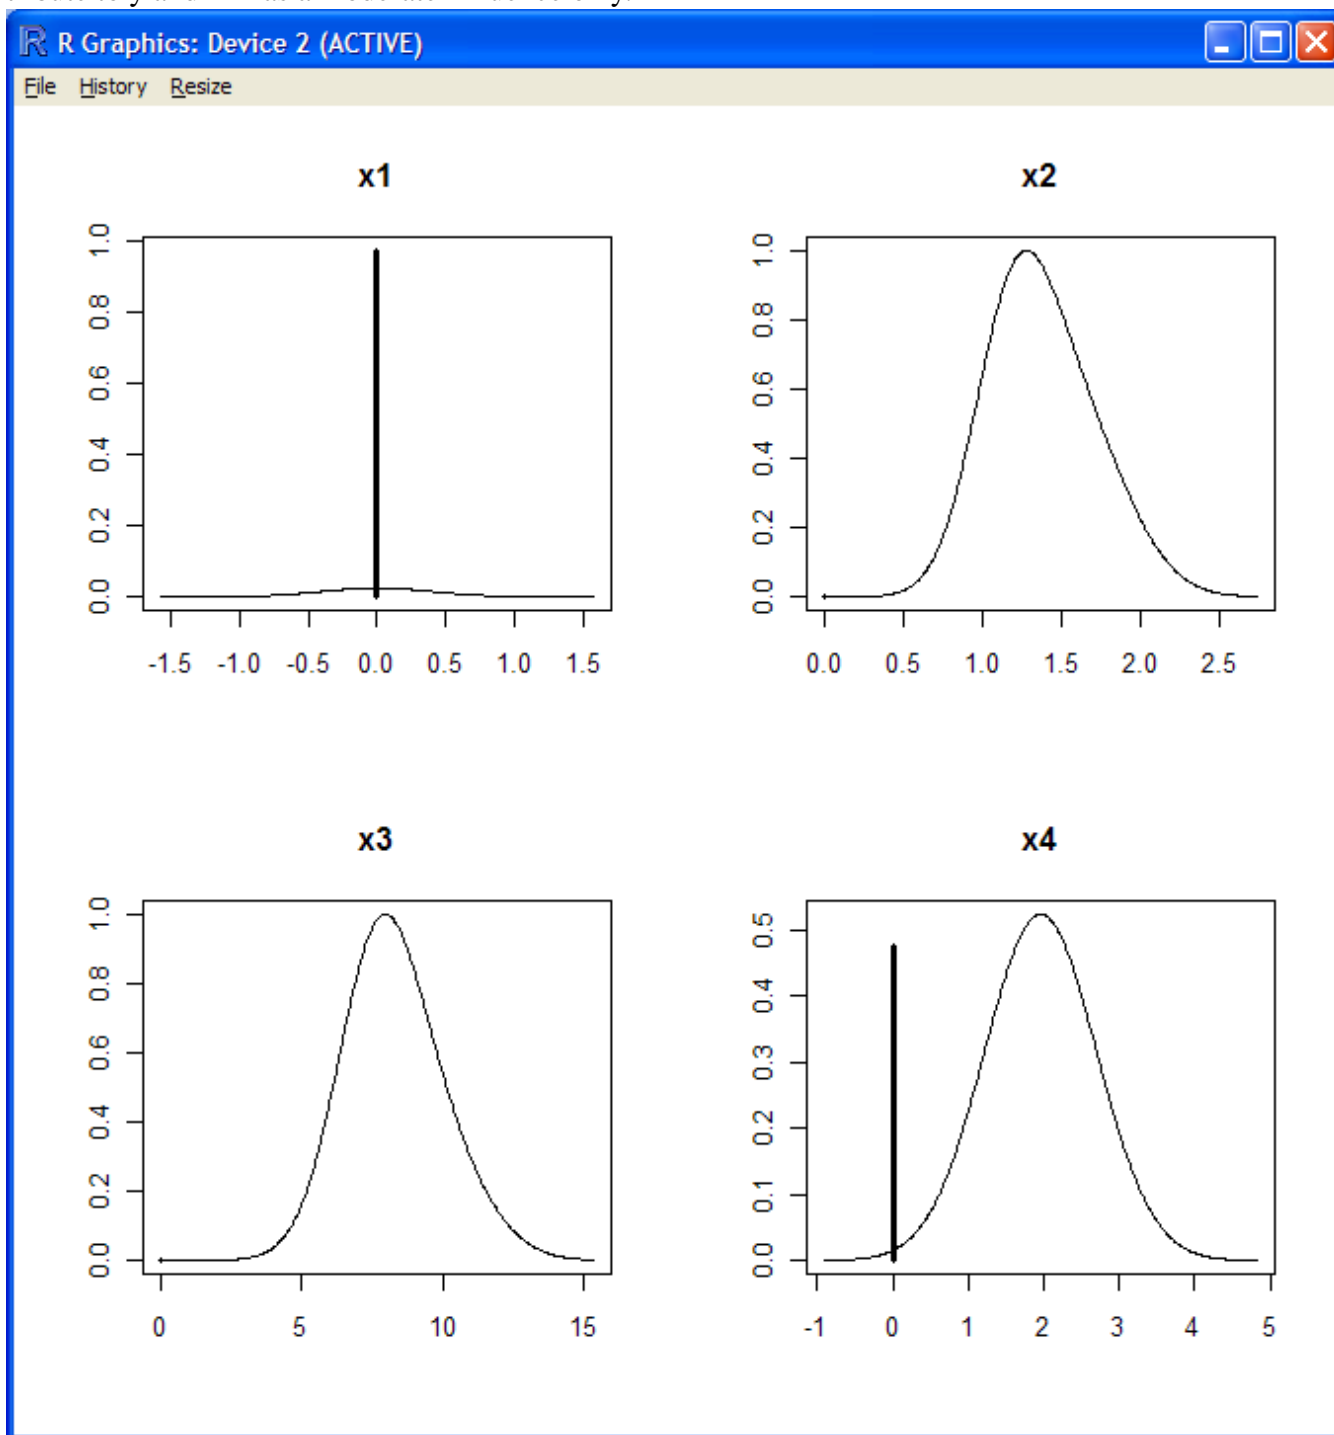 R Graphics: Device 2 (ACTIVE)
File History Resize
x1
0.0 0.2 0.4 0.6 0.8 1.0
-1.5 -1.0 -0.5 0.0 0.5 1.0 1.5
x2
0.0 0.2 0.4 0.6 0.8 1.0
0.0 0.5 1.0 1.5 2.0 2.5
x3
0.0 0.2 0.4 0.6 0.8 1.0
0 5 10 15
x4
0.0 0.1 0.2 0.3 0.4 0.5
-1 0 1 2 3 4 5